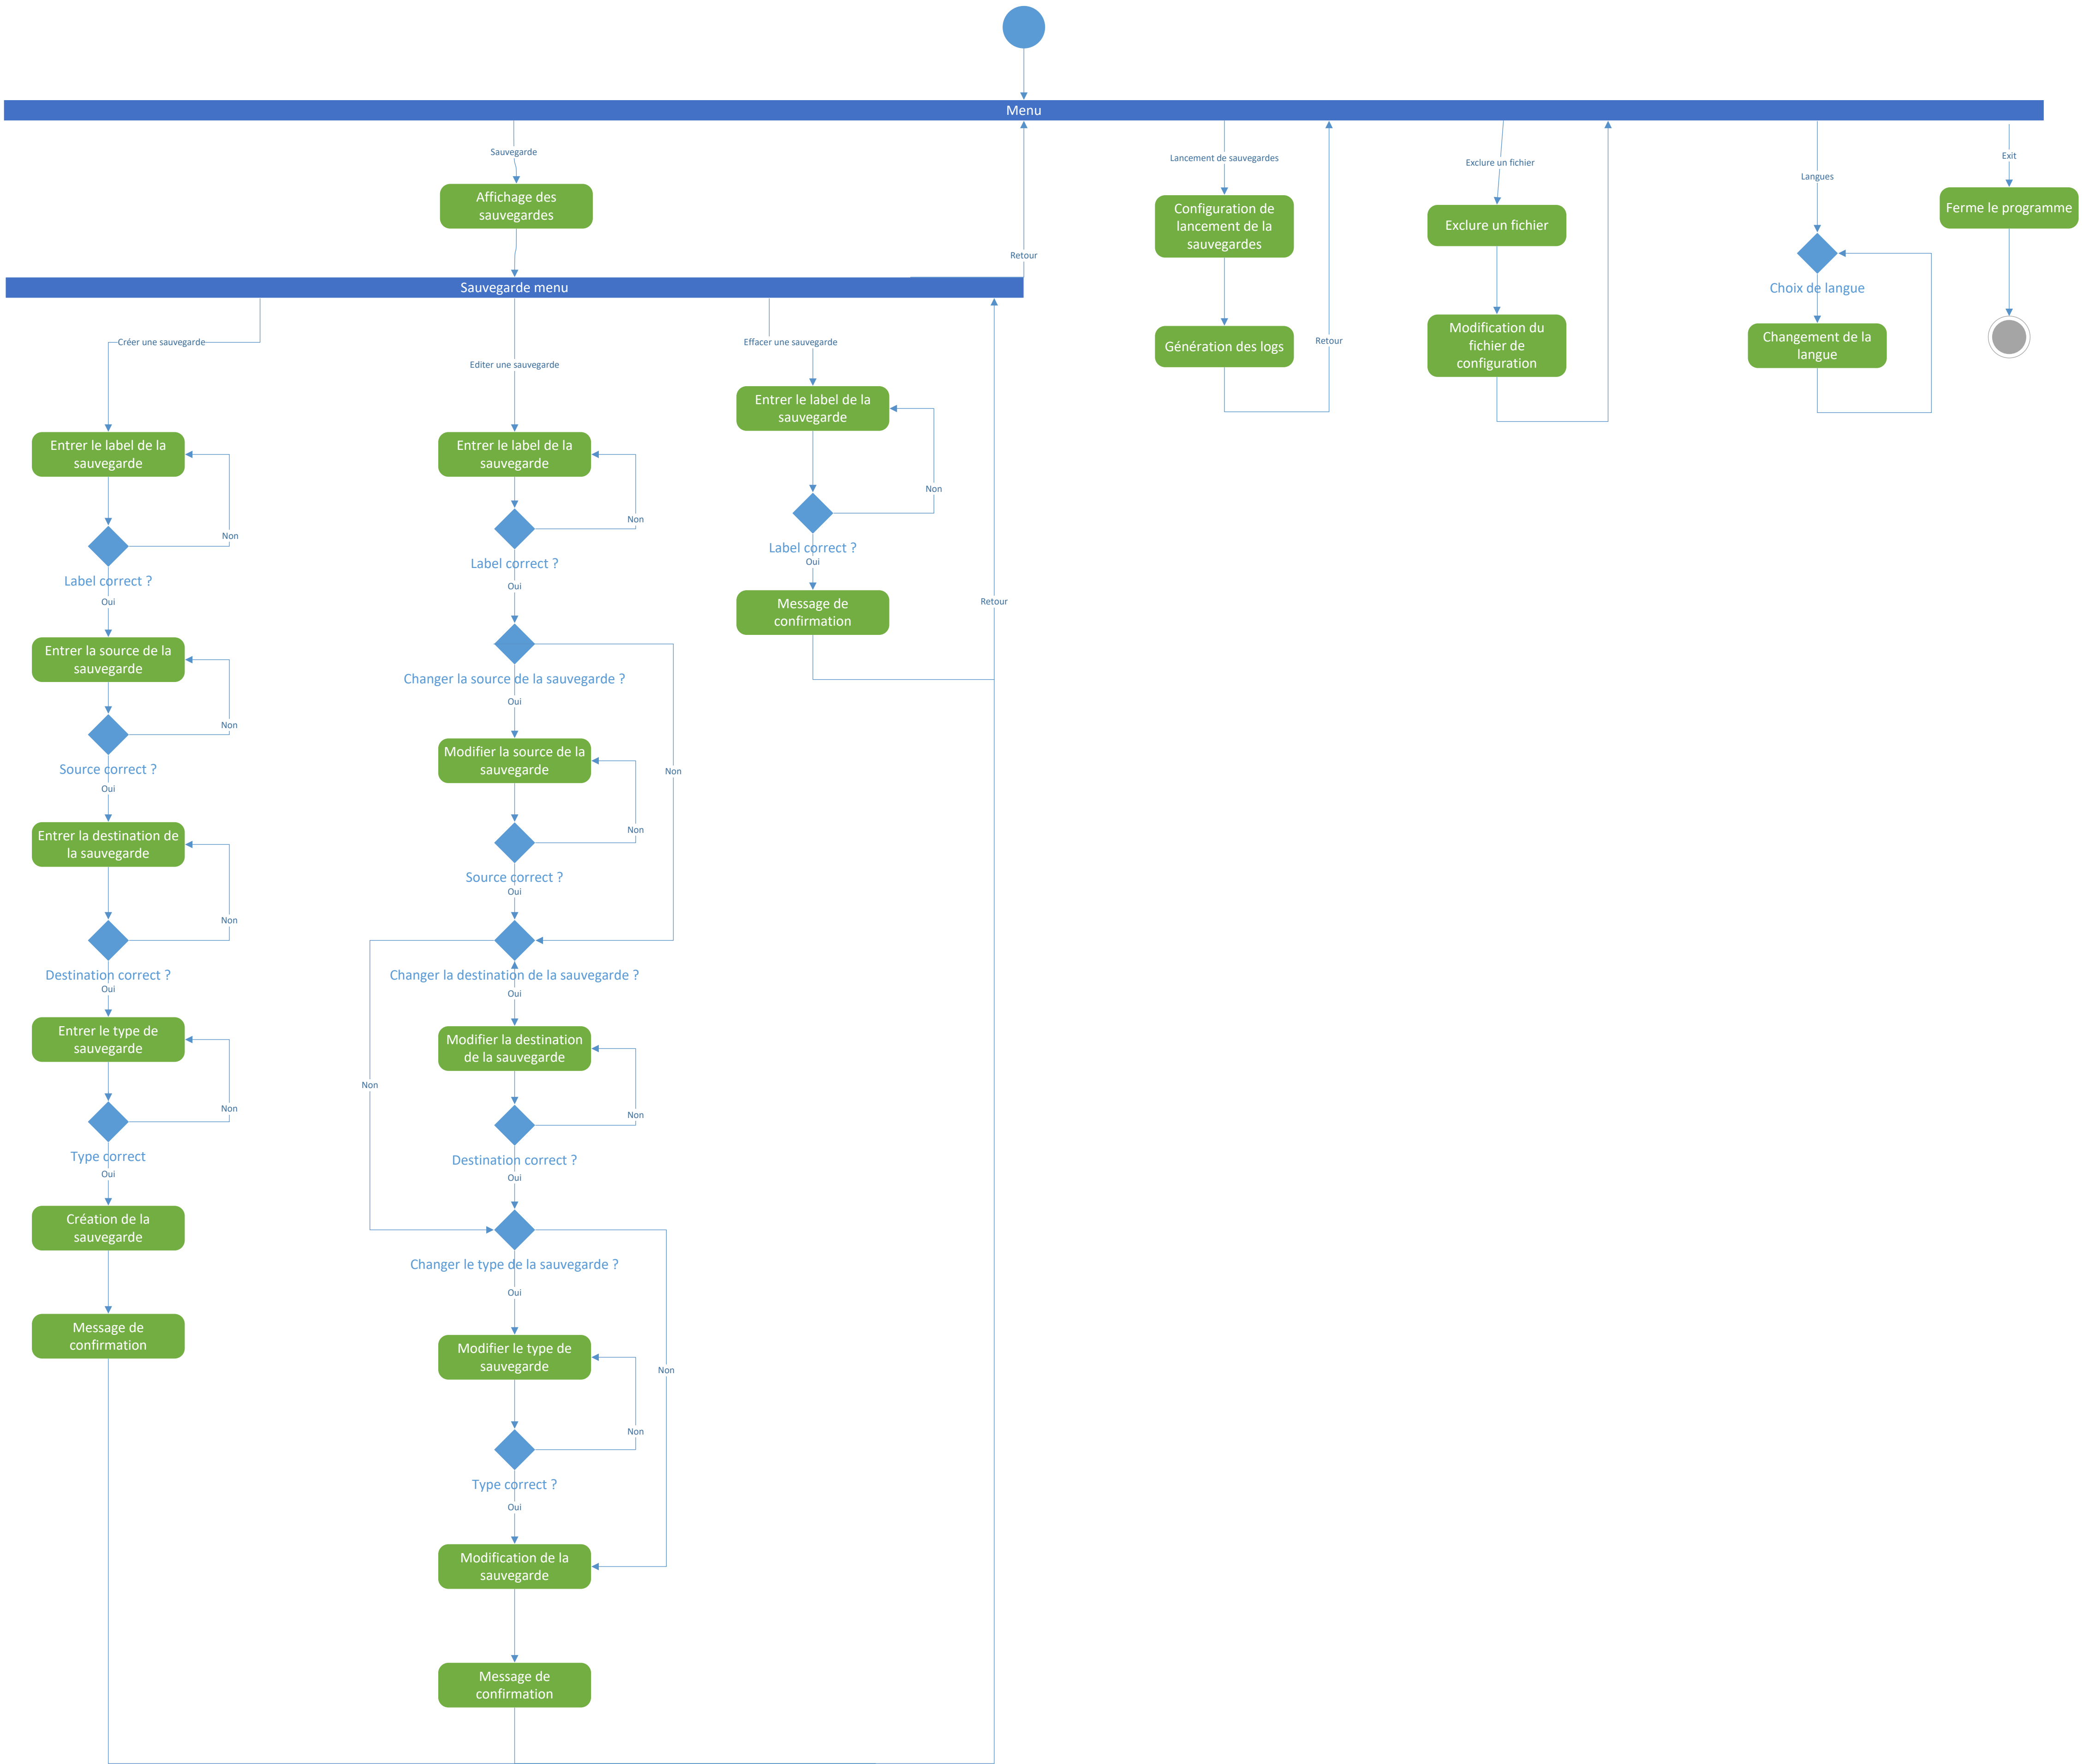 Menu
Sauvegarde
Affichage des
sauvegardes
Retour
Sauvegarde menu
Créer une sauvegarde
Entrer le label de la
sauvegarde
Non
Label correct ?
Oui
Entrer la source de la
sauvegarde
Non
Source correct ?
Oui
Entrer la destination de
la sauvegarde
Non
Destination correct ?
Oui
Entrer le type de
sauvegarde
Non
Type correct
Oui
Création de la
sauvegarde
Message de
confirmation
Editer une sauvegarde
Entrer le label de la
sauvegarde
Non
Label correct ?
Oui
Changer la source de la sauvegarde ?
Oui
Modifier la source de la
sauvegarde
Non
Non
Source correct ?
Oui
Changer la destination de la sauvegarde ?
Oui
Modifier la destination
de la sauvegarde
Non
Non
Destination correct ?
Oui
Changer le type de la sauvegarde ?
Oui
Modifier le type de
sauvegarde
Non
Non
Type correct ?
Oui
Modification de la
sauvegarde
Message de
confirmation
Effacer une sauvegarde
Entrer le label de la
sauvegarde
Non
Label correct ?
Oui
Message de
confirmation
Retour
Lancement de sauvegardes
Configuration de
lancement de la
sauvegardes
Génération des logs
Retour
Exclure un fichier
Exclure un fichier
Modification du
fichier de
configuration
Langues
Choix de langue
Changement de la
langue
Exit
Ferme le programme